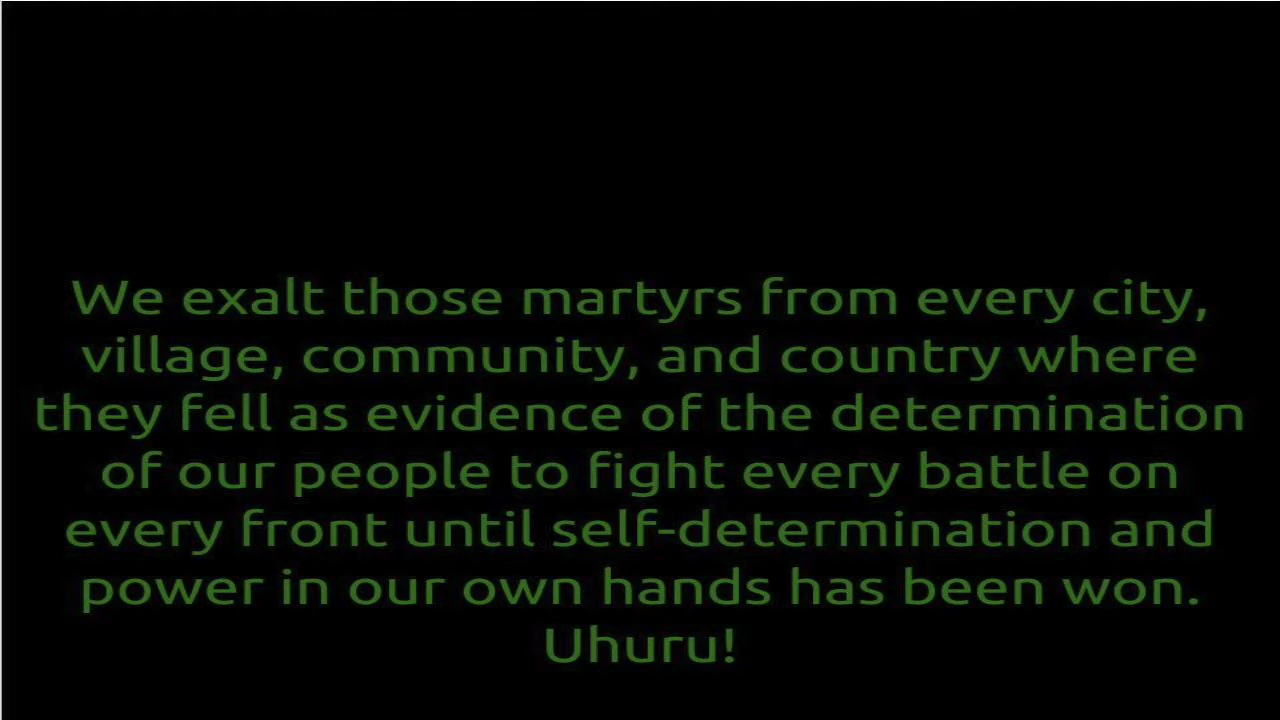 We exalt those martyrs from every city,
village, community, and country where
they fell as evidence of the determination
of our people to fight every battle on
every front until self-determination and
power in our own hands has been won.
Uhuru!